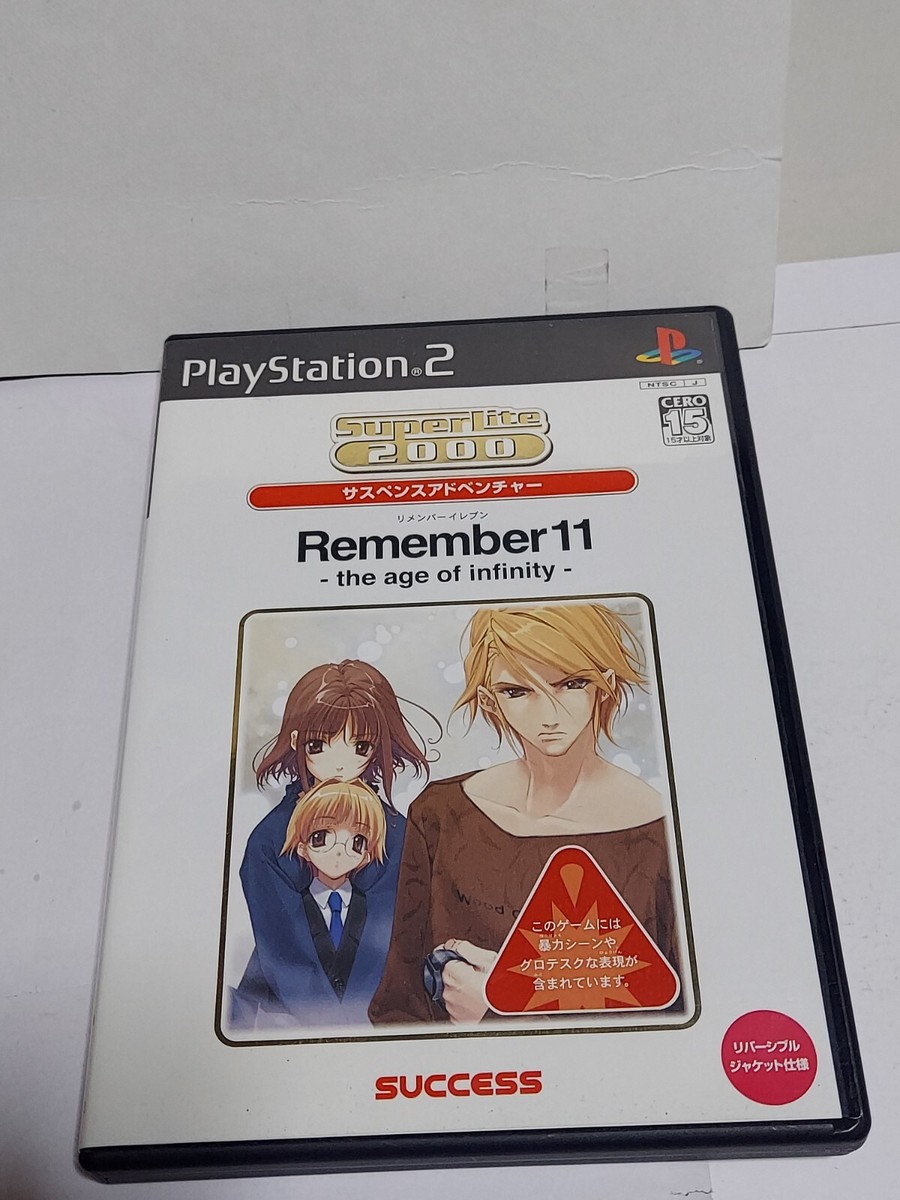 PlayStation®2
NTSC J
CERO
15
15才以上対象
SuperLite
2000
サスペンスアドベンチャー
リメンバーイレブン
Remember11
- the age of infinity -
Wood
このゲームには
暴力シーンや
グロテスクな表現が
含まれています。
リバーシブル
ジャケット仕様
SUCCESS